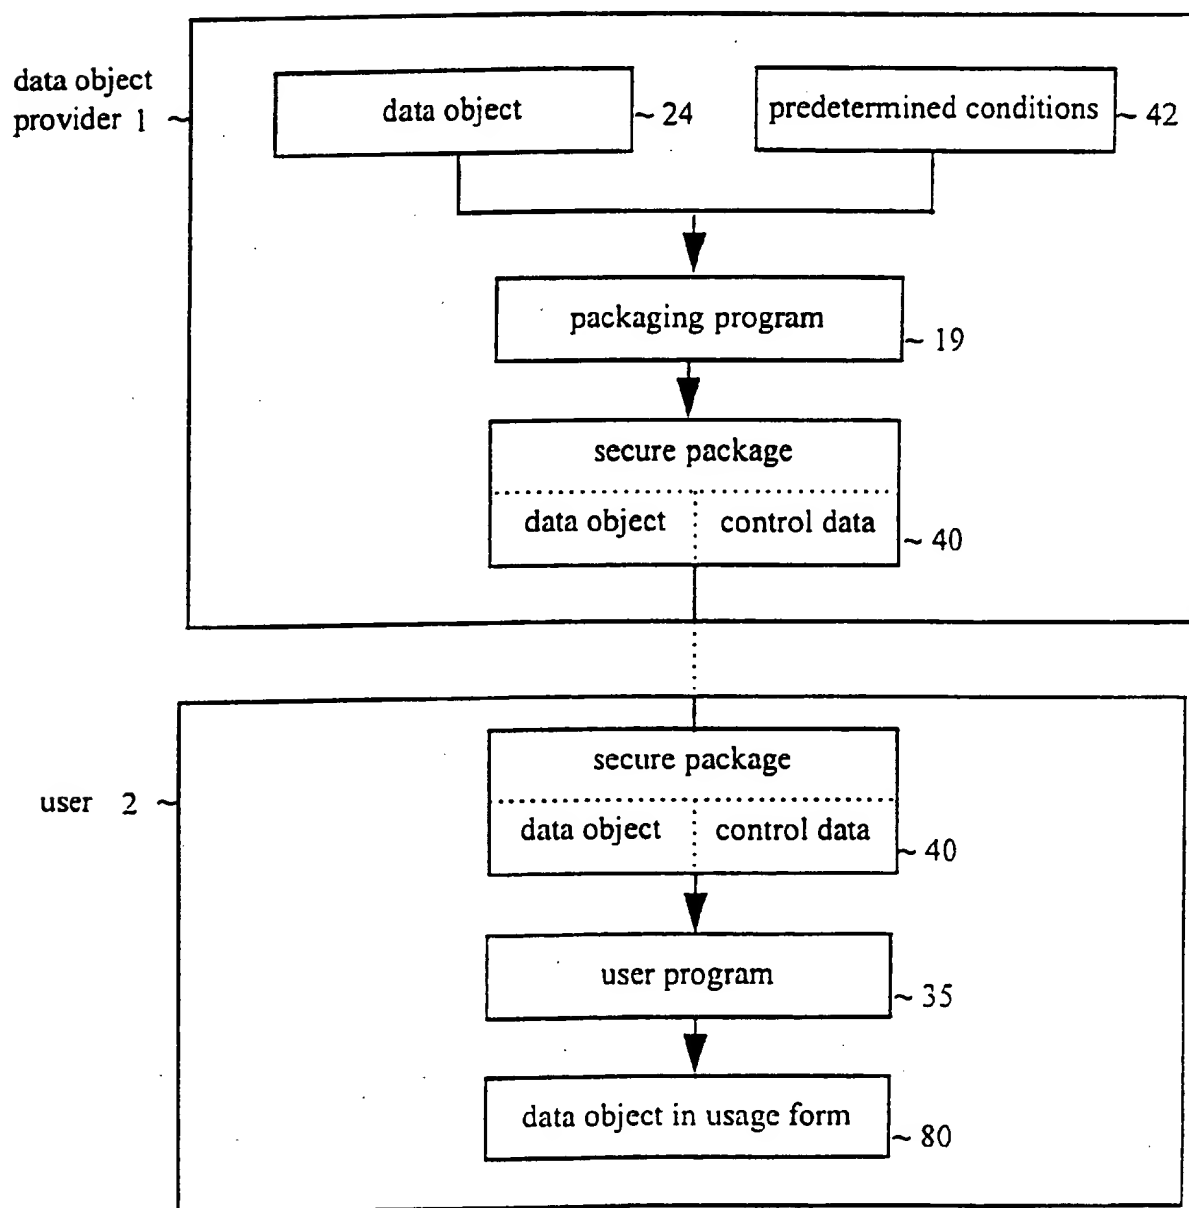 data object
provider 1
data object
~ 24
predetermined conditions
~ 42
packaging program
~ 19
secure package
data object
control data
~ 40
user 2
secure package
data object
control data
~ 40
user program
~ 35
data object in usage form
~ 80